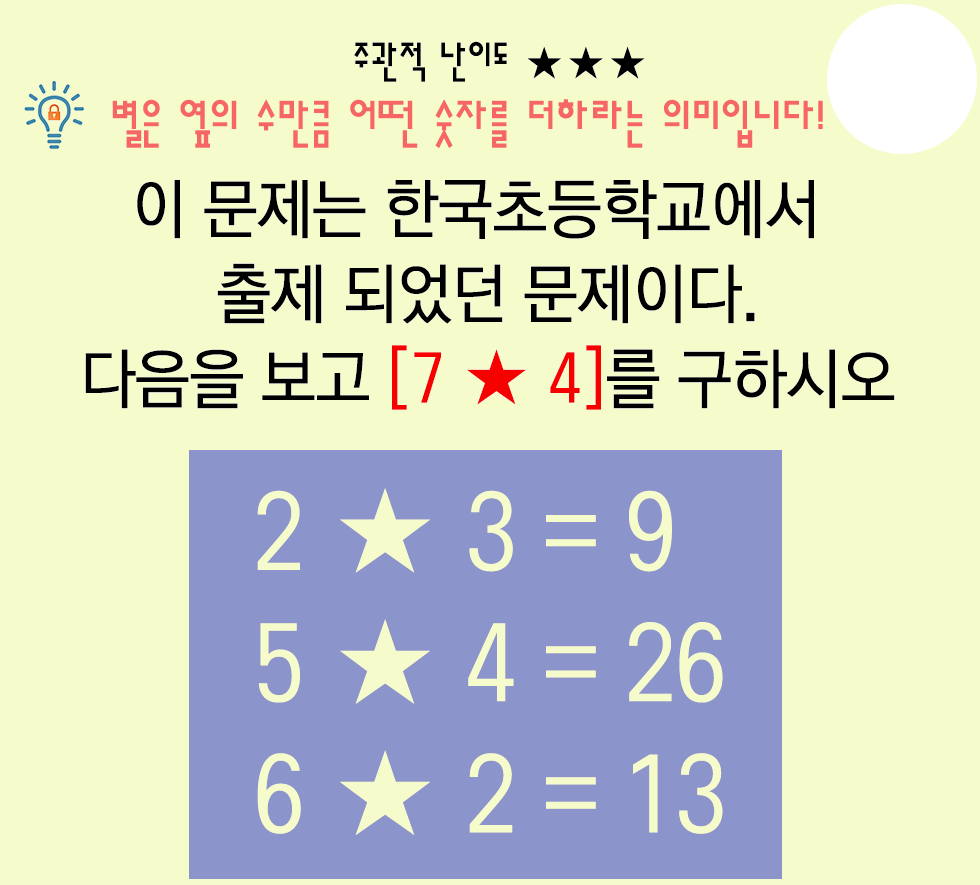 주관적 난이도 ★★★
별은 옆의 수만큼 어떤 숫자를 더하라는 의미입니다!
이 문제는 한국초등학교에서
출제 되었던 문제이다.
다음을 보고 [7 ★ 4]를 구하시오
2 ★ 3 = 9
5 ★ 4 = 26
6 ★ 2 = 13